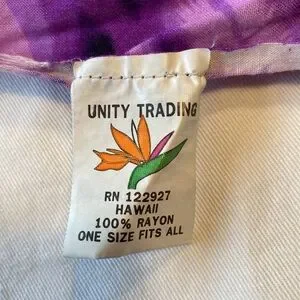 UNITY TRADING
RN 122927
HAWAII
100% RAYON
ONE SIZE FITS ALL